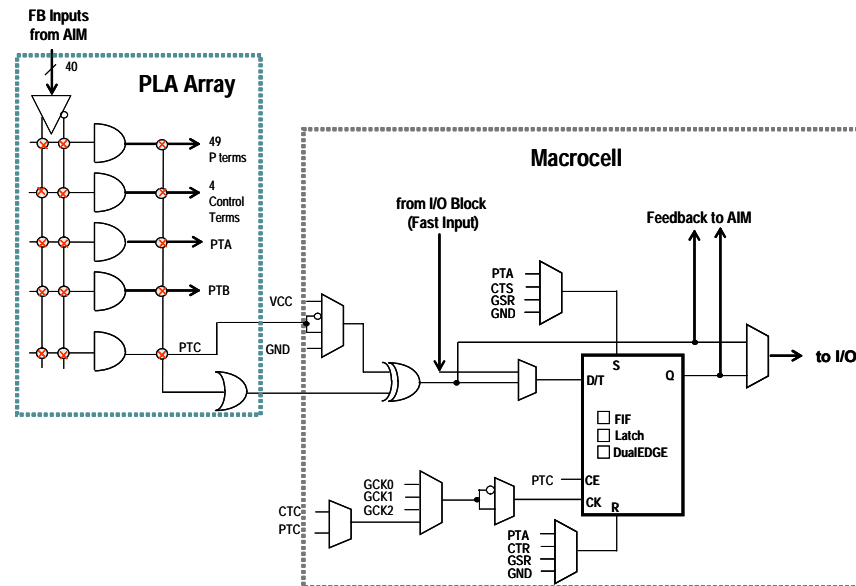 FB Inputs
from AIM
40
PLA Array
49
P terms
4
Control
Terms
PTA
PTB
PTC
Macrocell
from I/O Block
(Fast Input)
Feedback to AIM
VCC
GND
PTA
CTS
GSR
GND
to I/O
S
D/T
Q
FIF
Latch
DualEDGE
PTC
CE
CK
R
GCK0
GCK1
GCK2
CTC
PTC
PTA
CTR
GSR
GND